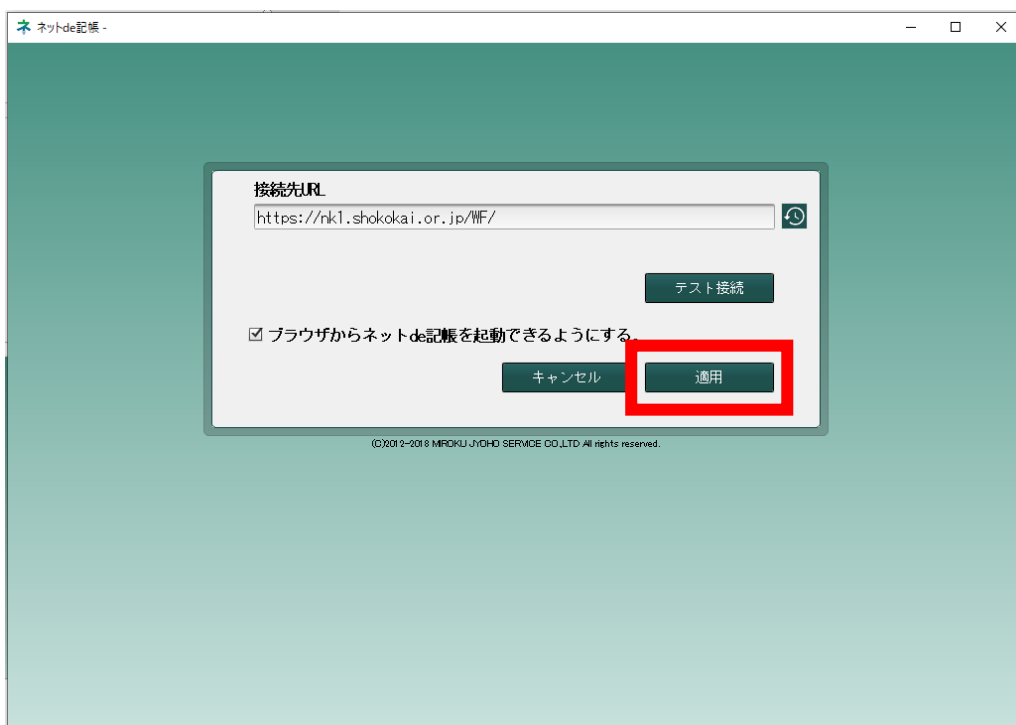 ネットde記帳 -
接続先URL
https://nk1.shokokai.or.jp/WF/
テスト接続
ブラウザからネットde記帳を起動できるようにする。
キャンセル
適用
(C)2012-2018 MIROKU JYOHO SERVICE CO.,LTD All rights reserved.